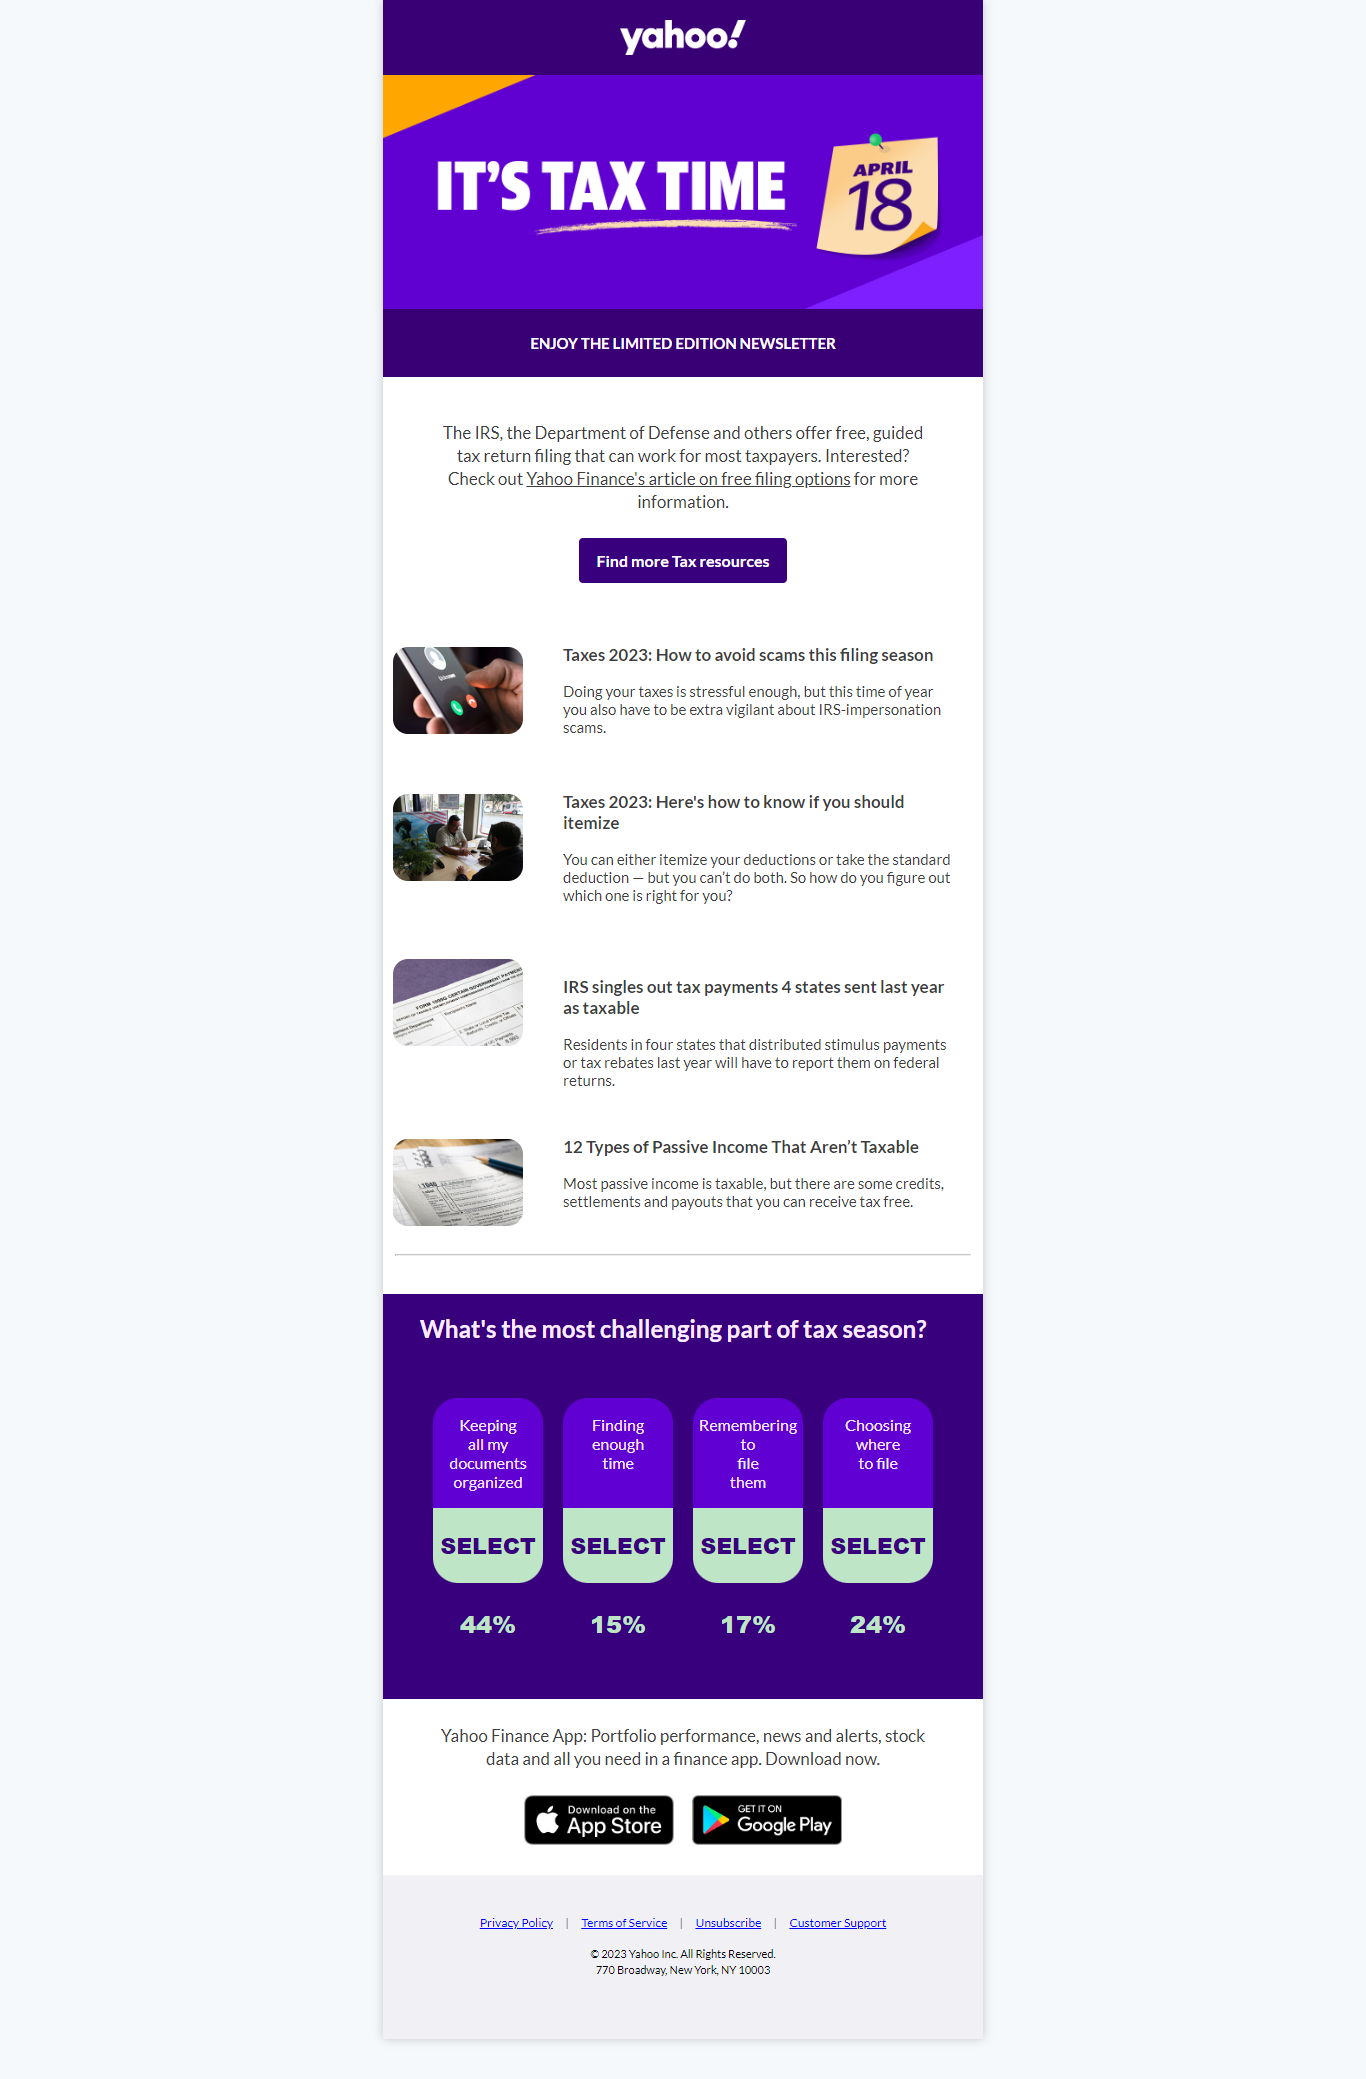 yahoo!
IT'S TAX TIME
APRIL
18
ENJOY THE LIMITED EDITION NEWSLETTER
The IRS, the Department of Defense and others offer free, guided
tax return filing that can work for most taxpayers. Interested?
Check out Yahoo Finance's article on free filing options for more
information.
Find more Tax resources
Taxes 2023: How to avoid scams this filing season
Doing your taxes is stressful enough, but this time of year
you also have to be extra vigilant about IRS-impersonation
scams.
Taxes 2023: Here's how to know if you should
itemize
You can either itemize your deductions or take the standard
deduction — but you can’t do both. So how do you figure out
which one is right for you?
FORM 1099G CERTAIN GOVERNMENT PAYMENT
IRS singles out tax payments 4 states sent last year
as taxable
Residents in four states that distributed stimulus payments
or tax rebates last year will have to report them on federal
returns.
1040
12 Types of Passive Income That Aren’t Taxable
Most passive income is taxable, but there are some credits,
settlements and payouts that you can receive tax free.
What's the most challenging part of tax season?
Keeping
all my
documents
organized
SELECT
44%
Finding
enough
time
SELECT
15%
Remembering
to
file
them
SELECT
17%
Choosing
where
to file
SELECT
24%
Yahoo Finance App: Portfolio performance, news and alerts, stock
data and all you need in a finance app. Download now.
Download on the
App Store
GET IT ON
Google Play
Privacy Policy | Terms of Service | Unsubscribe | Customer Support
© 2023 Yahoo Inc. All Rights Reserved.
770 Broadway, New York, NY 10003